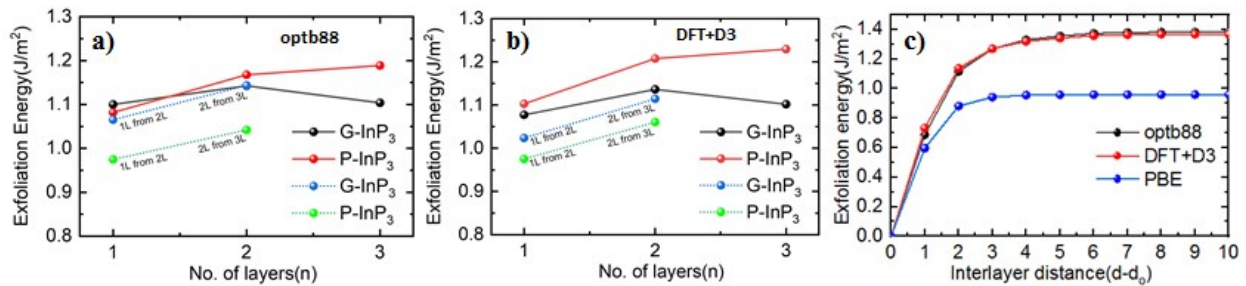 a)
optb88
Exfoliation Energy(J/m²)
1.3
1.2
1.1
1.0
0.9
0.8
1L from 2L
2L from 3L
1L from 2L
2L from 3L
G-InP₃
P-InP₃
G-InP₃
P-InP₃
1 2 3
No. of layers(n)
b)
DFT+D3
Exfoliation Energy(J/m²)
1.3
1.2
1.1
1.0
0.9
0.8
1L from 2L
2L from 3L
1L from 2L
2L from 3L
G-InP₃
P-InP₃
G-InP₃
P-InP₃
1 2 3
No. of layers(n)
c)
Exfoliation energy(J/m²)
1.4
1.2
1.0
0.8
0.6
0.4
0.2
0.0
optb88
DFT+D3
PBE
0 1 2 3 4 5 6 7 8 9 10
Interlayer distance(d-dₒ)